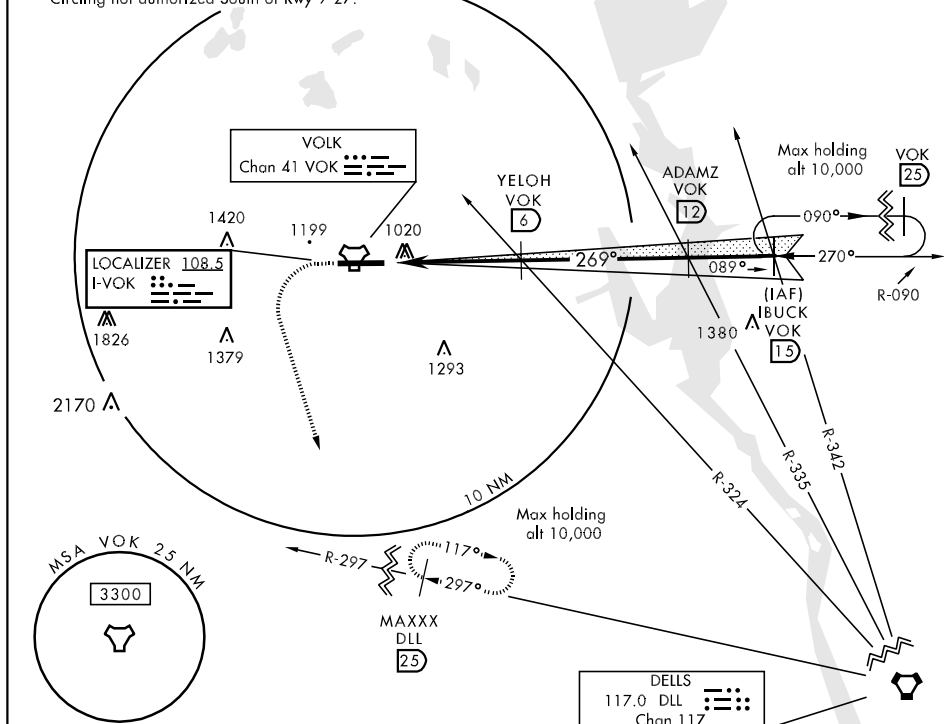 Circling not authorized South of Rwy 9-27.
VOLK
Chan 41 VOK
YELOH
VOK
6
ADAMZ
VOK
12
Max holding
alt 10,000
VOK
25
1420
1199
1020
090°
LOCALIZER 108.5
I-VOK
269°
089°
270°
(IAF)
IBUCK
VOK
15
R-090
1826
1379
1380
1293
2170
R-342
R-335
R-324
10 NM
Max holding
alt 10,000
MSA VOK 25 NM
3300
R-297
117°
297°
MAXXX
DLL
25
DELLS
117.0 DLL
Chan 117